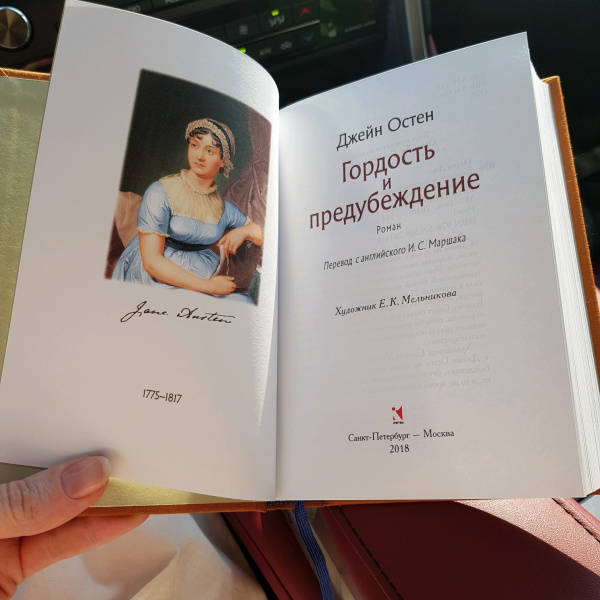 Jane Austen
1775–1817
Джейн Остен
Гордость
и
предубеждение
Роман
Перевод с английского И. С. Маршака
Художник Е. К. Мельникова
Санкт-Петербург — Москва
2018